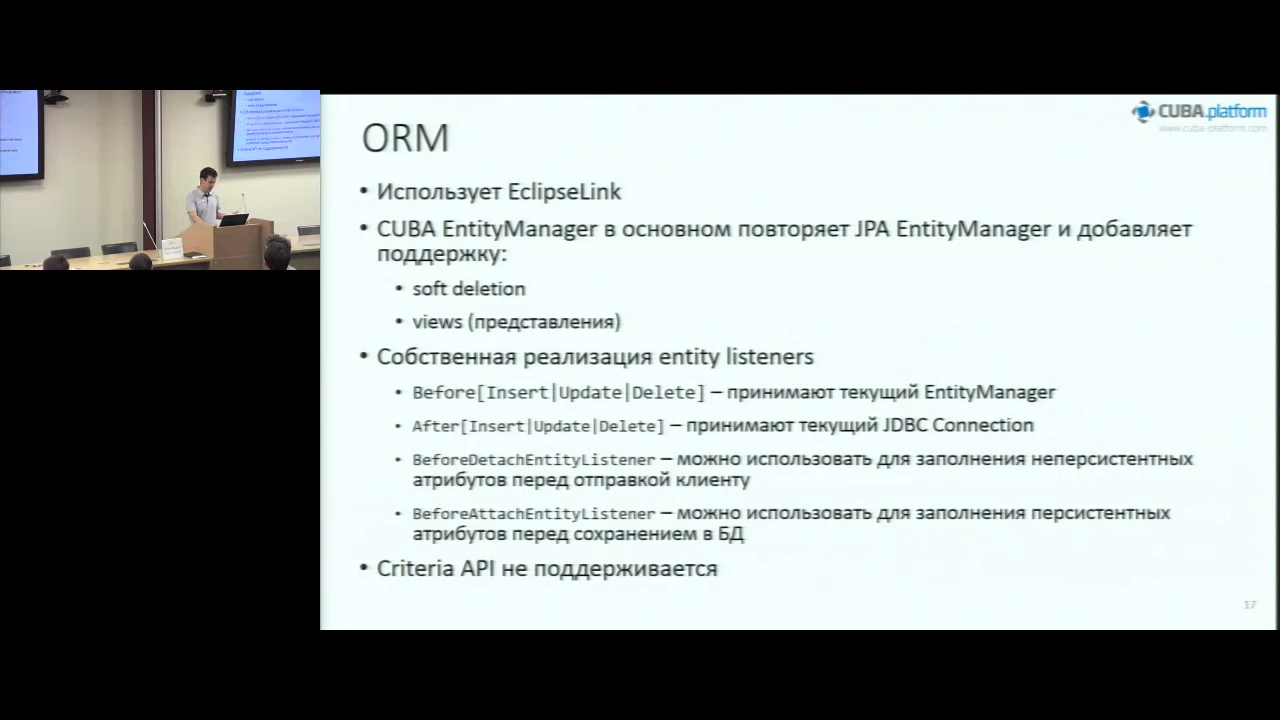 CUBA.platform
www.cuba-platform.com
ORM
• Использует EclipseLink
• CUBA EntityManager в основном повторяет JPA EntityManager и добавляет
поддержку:
• soft deletion
• views (представления)
• Собственная реализация entity listeners
• Before[Insert|Update|Delete] – принимают текущий EntityManager
• After[Insert|Update|Delete] – принимают текущий JDBC Connection
• BeforeDetachEntityListener – можно использовать для заполнения неперсистентных
атрибутов перед отправкой клиенту
• BeforeAttachEntityListener – можно использовать для заполнения персистентных
атрибутов перед сохранением в БД
• Criteria API не поддерживается
17